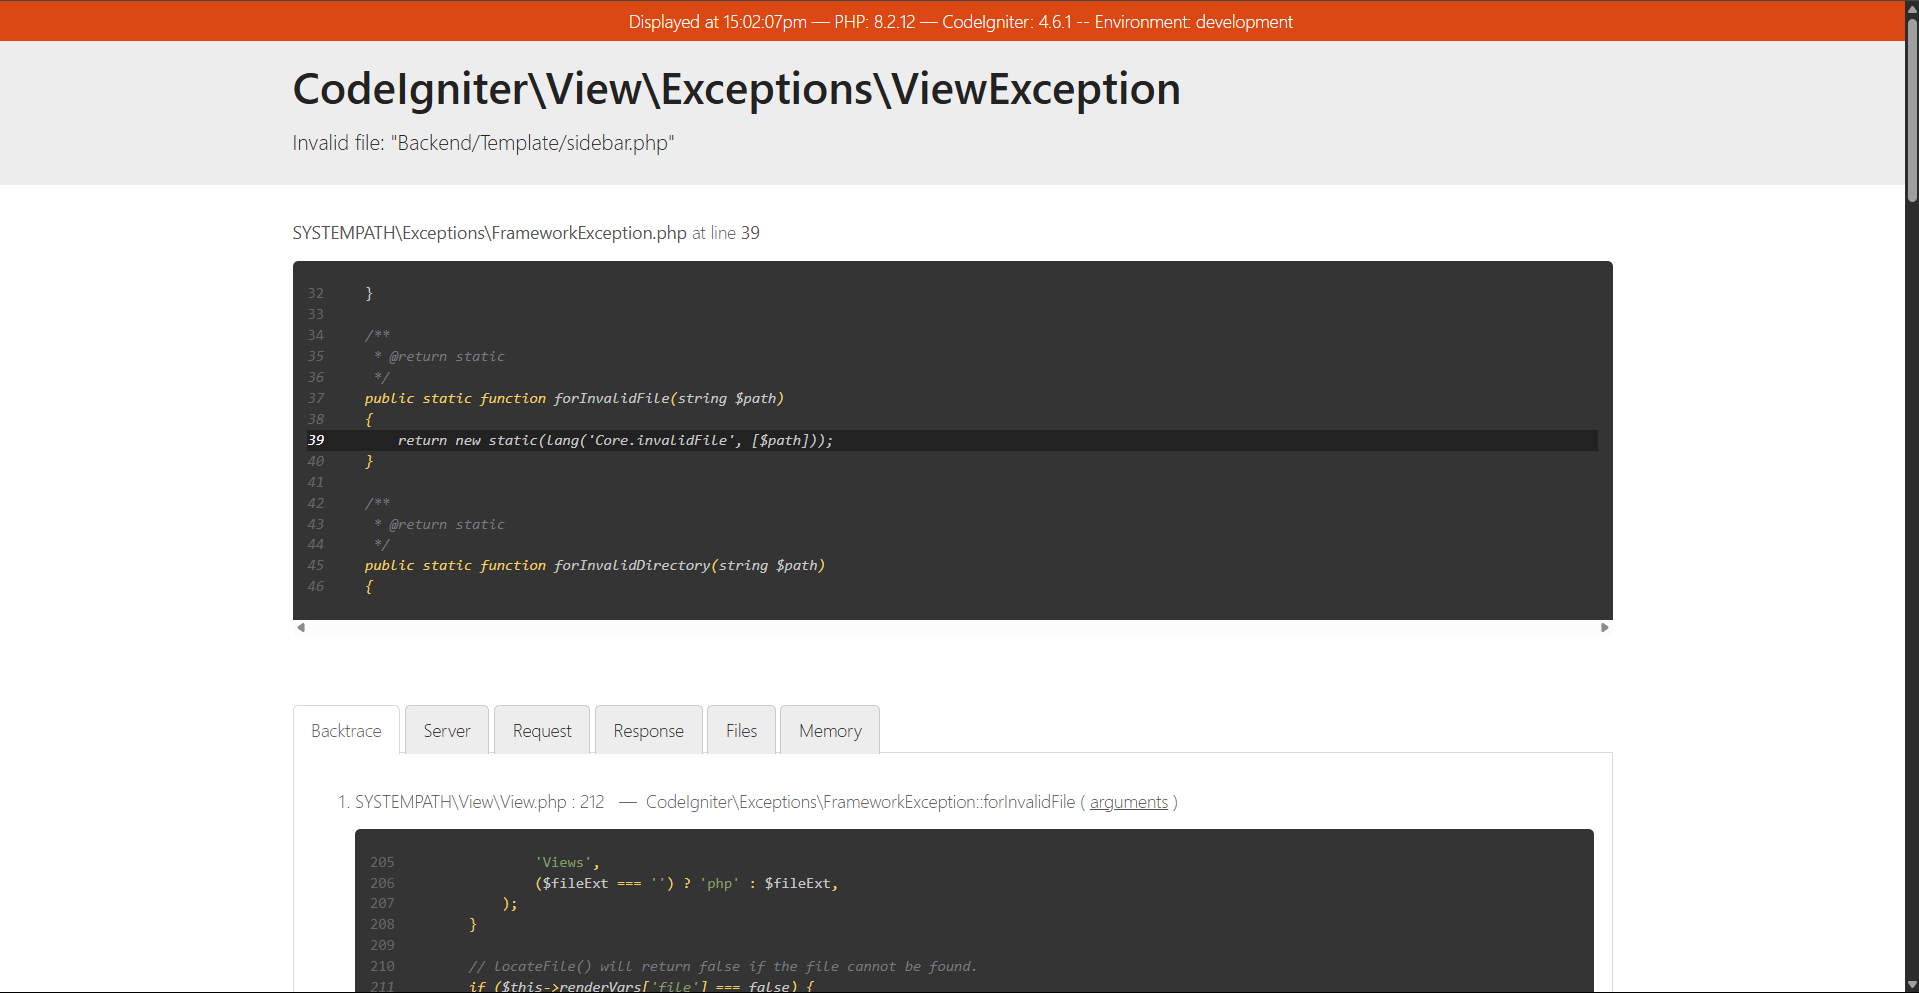 Displayed at 15:02:07pm — PHP: 8.2.12 — CodeIgniter: 4.6.1 -- Environment: development
CodeIgniter\View\Exceptions\ViewException
Invalid file: "Backend/Template/sidebar.php"
SYSTEMPATH\Exceptions\FrameworkException.php at line 39
32     }
33
34     /**
35      * @return static
36      */
37     public static function forInvalidFile(string $path)
38     {
39         return new static(lang('Core.invalidFile', [$path]));
40     }
41
42     /**
43      * @return static
44      */
45     public static function forInvalidDirectory(string $path)
46     {
Backtrace Server Request Response Files Memory
1. SYSTEMPATH\View\View.php : 212 — CodeIgniter\Exceptions\FrameworkException::forInvalidFile ( arguments )
205                 'Views',
206                 ($fileExt === '') ? 'php' : $fileExt,
207             );
208         }
209
210         // locateFile() will return false if the file cannot be found.
211         if ($this->renderVars['file'] === false) {